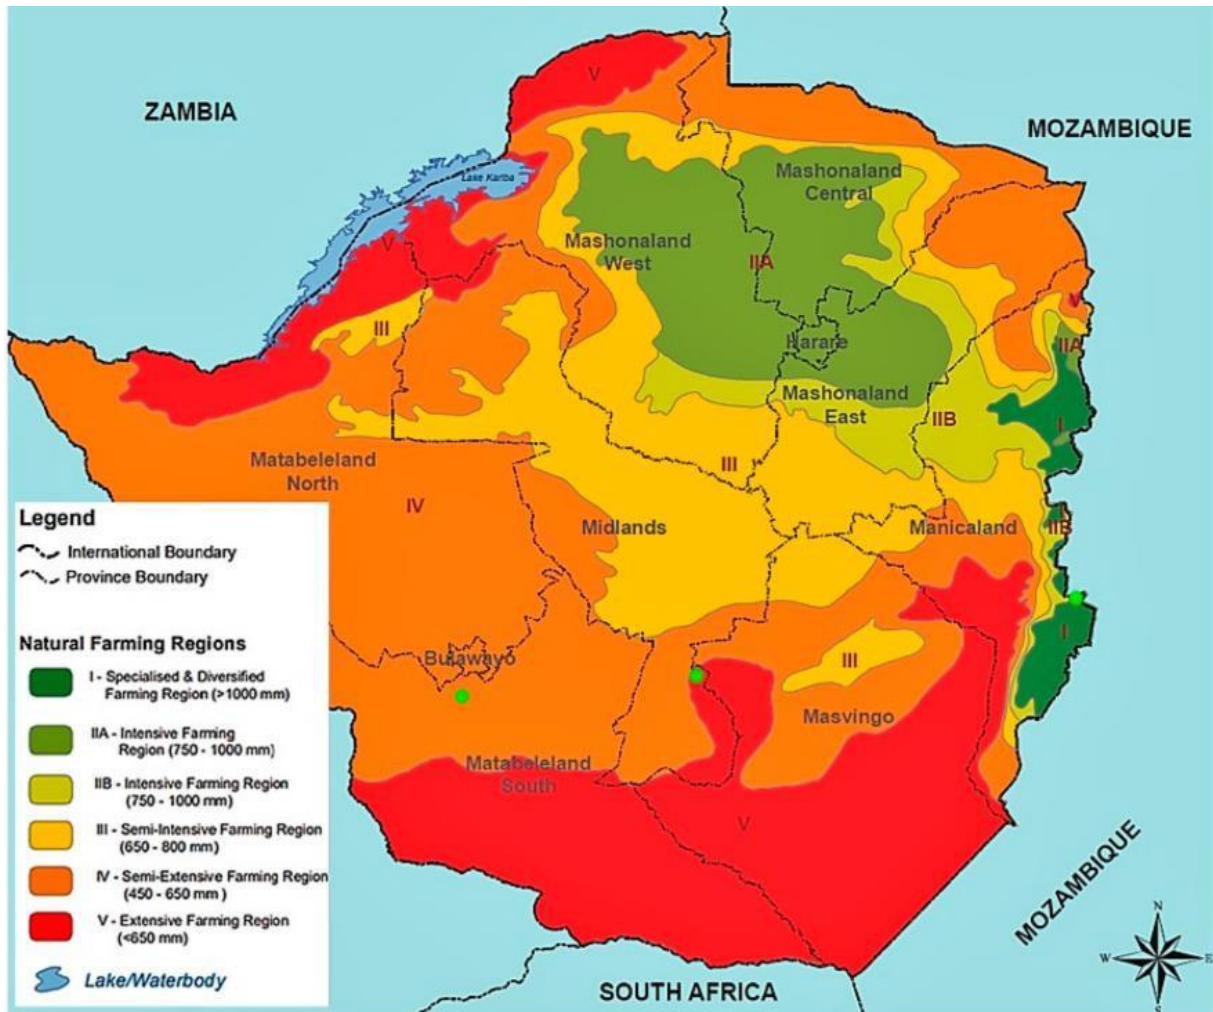 V
ZAMBIA
MOZAMBIQUE
Lake Kariba
Mashonaland
Central
Mashonaland
West
V
IIA
V
III
Harare
IIA
Mashonaland
East
IIB
I
Matabeleland
North
III
IV
Midlands
Manicaland
I
IIB
Legend
International Boundary
Province Boundary
I
Natural Farming Regions
Bulawayo
III
I - Specialised & Diversified
Farming Region (>1000 mm)
Masvingo
IIA - Intensive Farming
Region (750 - 1000 mm)
Matabeleland
South
IIB - Intensive Farming Region
(750 - 1000 mm)
V
III - Semi-Intensive Farming Region
(650 - 800 mm)
IV - Semi-Extensive Farming Region
(450 - 650 mm )
MOZAMBIQUE
V - Extensive Farming Region
(<650 mm)
N
W
E
S
Lake/Waterbody
SOUTH AFRICA